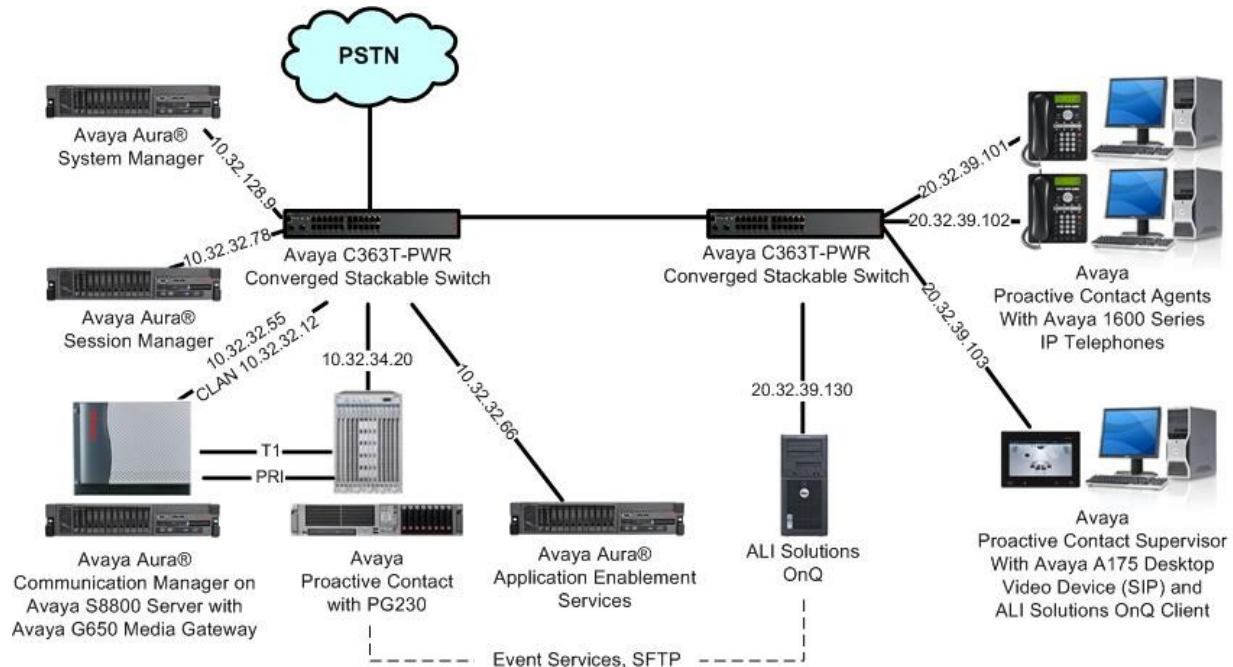 PSTN
Avaya Aura®
System Manager
10.32.128.9
10.32.32.78
Avaya Aura®
Session Manager
Avaya C363T-PWR
Converged Stackable Switch
Avaya C363T-PWR
Converged Stackable Switch
20.32.39.101
20.32.39.102
20.32.39.103
Avaya
Proactive Contact Agents
With Avaya 1600 Series
IP Telephones
10.32.32.55
CLAN 10.32.32.12
10.32.34.20
10.32.32.66
20.32.39.130
T1
PRI
Avaya Aura®
Communication Manager on
Avaya S8800 Server with
Avaya G650 Media Gateway
Avaya
Proactive Contact
with PG230
Avaya Aura®
Application Enablement
Services
ALI Solutions
OnQ
Avaya
Proactive Contact Supervisor
With Avaya A175 Desktop
Video Device (SIP) and
ALI Solutions OnQ Client
Event Services, SFTP